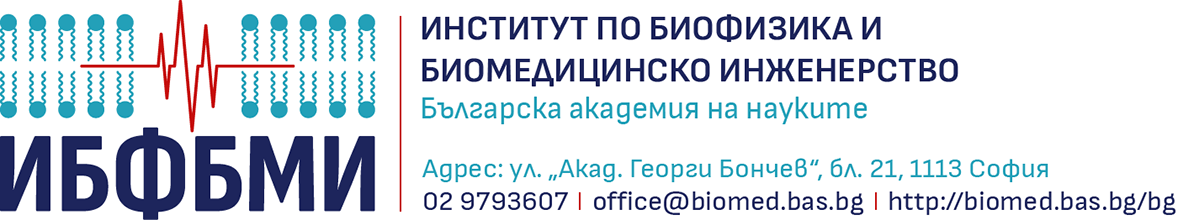 ИБФБМИ
ИНСТИТУТ ПО БИОФИЗИКА И
БИОМЕДИЦИНСКО ИНЖЕНЕРСТВО
Българска академия на науките
Адрес: ул. „Акад. Георги Бончев“, бл. 21, 1113 София
02 9793607 | office@biomed.bas.bg | http://biomed.bas.bg/bg